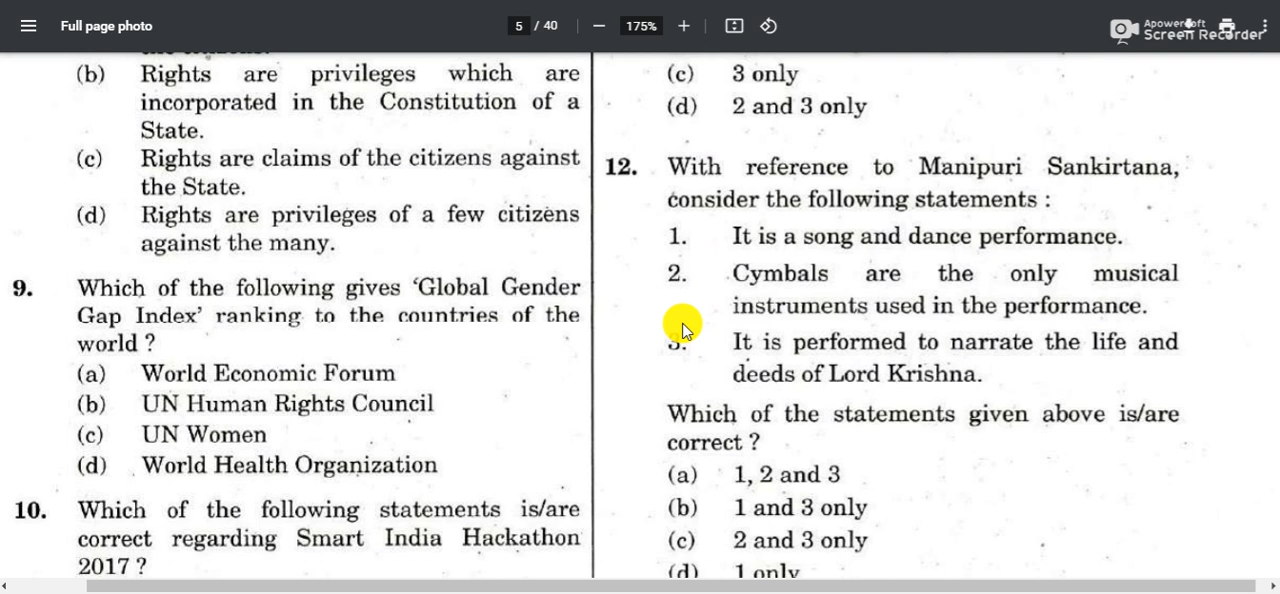 Full page photo
5 / 40
175%
Apowersoft
Screen Recorder
(b) Rights are privileges which are
incorporated in the Constitution of a
State.
(c) Rights are claims of the citizens against
the State.
(d) Rights are privileges of a few citizens
against the many.
9. Which of the following gives ‘Global Gender
Gap Index’ ranking to the countries of the
world ?
(a) World Economic Forum
(b) UN Human Rights Council
(c) UN Women
(d) World Health Organization
10. Which of the following statements is/are
correct regarding Smart India Hackathon
2017 ?
(c) 3 only
(d) 2 and 3 only
12. With reference to Manipuri Sankirtana,
consider the following statements :
1. It is a song and dance performance.
2. Cymbals are the only musical
instruments used in the performance.
3. It is performed to narrate the life and
deeds of Lord Krishna.
Which of the statements given above is/are
correct ?
(a) 1, 2 and 3
(b) 1 and 3 only
(c) 2 and 3 only
(d) 1 only